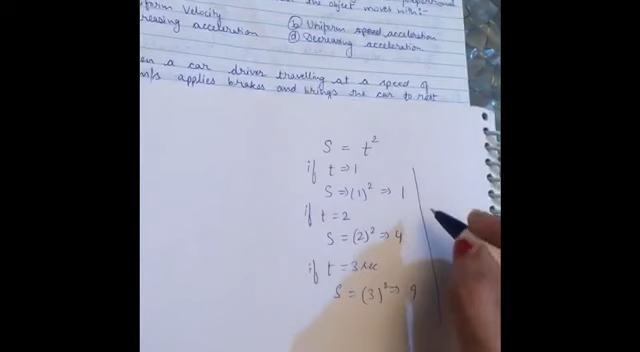 the object moves with:-
form Velocity
(b) Uniform speed acceleration
reasing acceleration
(d) Decreasing acceleration
en a car driver travelling at a speed of
m/s applies brakes and brings the car to rest
S = t²
if t ⇒ 1
S ⇒ (1)² ⇒ 1
if t = 2
S = (2)² ⇒ 4
if t = 3 sec
S = (3)² ⇒ 9